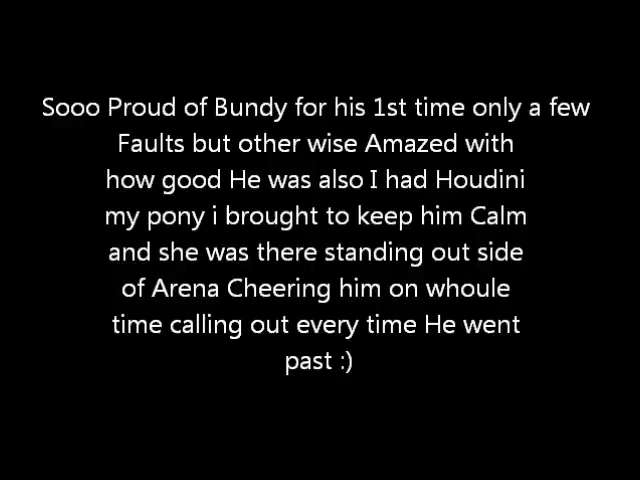 Sooo Proud of Bundy for his 1st time only a few
Faults but other wise Amazed with
how good He was also I had Houdini
my pony i brought to keep him Calm
and she was there standing out side
of Arena Cheering him on whoule
time calling out every time He went
past :)